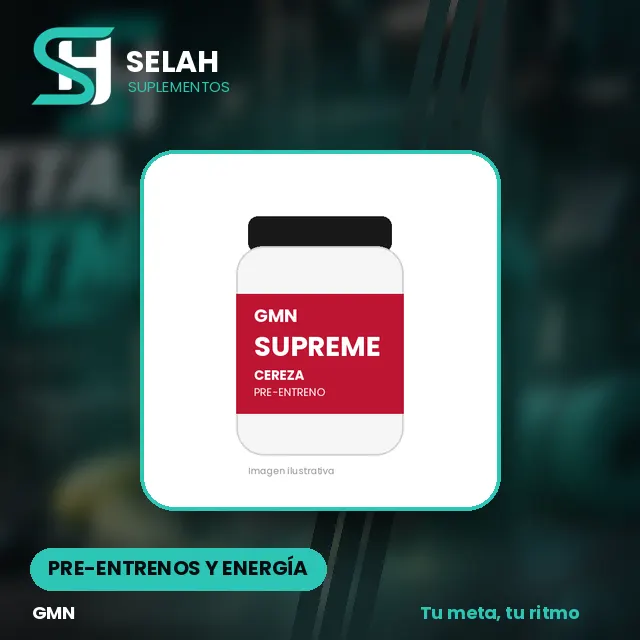 SELAH
SUPLEMENTOS
GMN
SUPREME
CEREZA
PRE-ENTRENO
Imagen ilustrativa
PRE-ENTRENOS Y ENERGÍA
GMN
Tu meta, tu ritmo